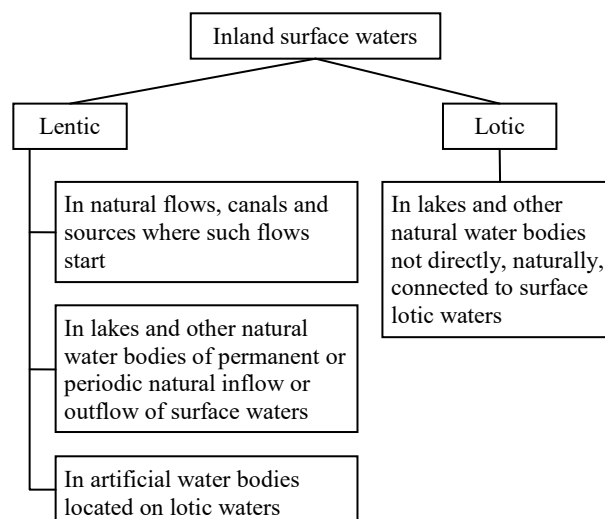 Inland surface waters
Lentic
Lotic
In natural flows, canals and
sources where such flows
start
In lakes and other natural
water bodies of permanent or
periodic natural inflow or
outflow of surface waters
In artificial water bodies
located on lotic waters
In lakes and other
natural water bodies
not directly, naturally,
connected to surface
lotic waters